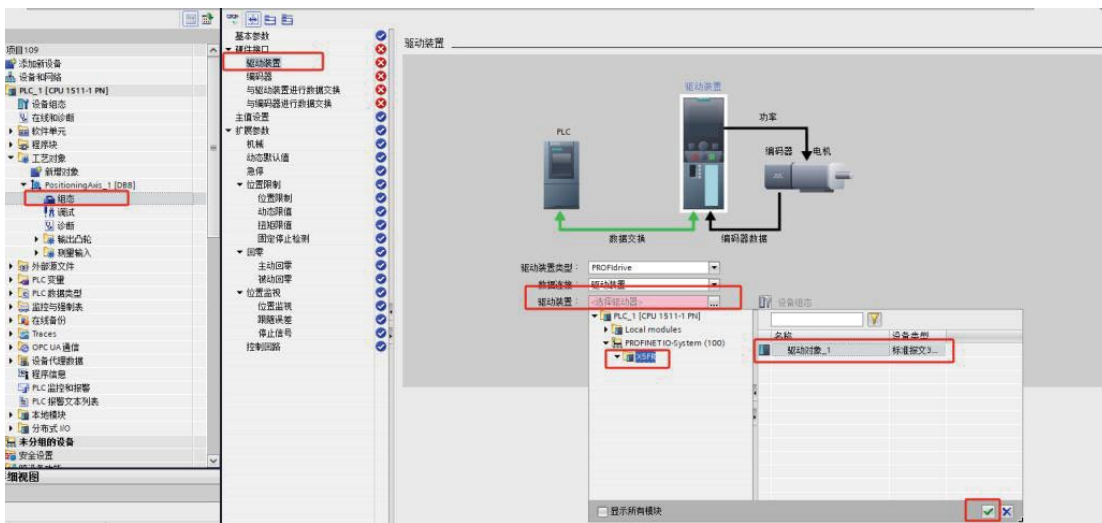 项目109
添加新设备
设备和网络
PLC_1 [CPU 1511-1 PN]
设备组态
在线和诊断
软件单元
程序块
工艺对象
新增对象
PositioningAxis_1 [DB8]
组态
调试
诊断
输出凸轮
测量输入
外部源文件
PLC 变量
PLC 数据类型
监控与强制表
在线备份
Traces
OPC UA 通信
设备代理数据
程序信息
PLC 监控和报警
PLC 报警文本列表
本地模块
分布式 I/O
未分组的设备
安全设置
细视图
基本参数
硬件接口
驱动装置
编码器
与驱动装置进行数据交换
与编码器进行数据交换
主值设置
扩展参数
机械
动态默认值
急停
位置限制
位置限制
动态限值
扭矩限值
固定停止检测
回零
主动回零
被动回零
位置监视
位置监视
跟随误差
停止信号
控制回路
驱动装置
驱动装置
PLC
功率
编码器
电机
数据交换
编码器数据
驱动装置类型：
PROFIdrive
数据连接：
驱动装置
驱动装置：
<选择驱动器>
...
PLC_1 [CPU 1511-1 PN]
Local modules
PROFINET IO-System (100)
X5FR
设备组态
名称
设备类型
驱动对象_1
标准报文3...
显示所有模块